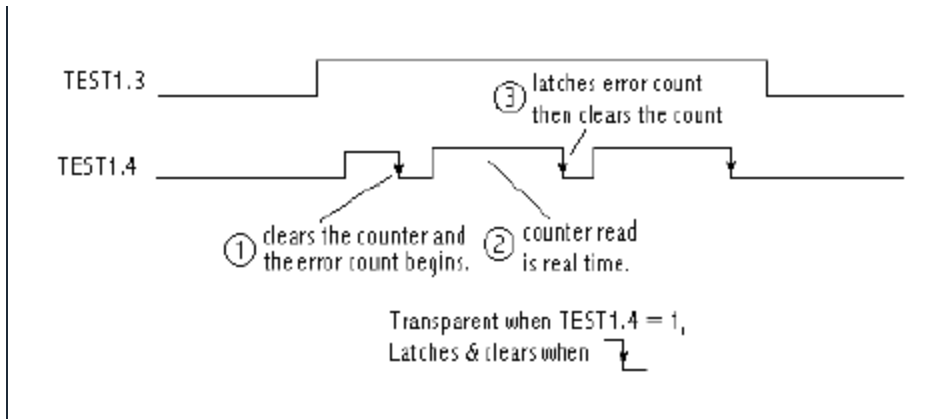 TEST1.3
③ latches error count
then clears the count
TEST1.4
① clears the counter and
the error count begins.
② counter read
is real time.
Transparent when TEST1.4 = 1,
Latches & clears when